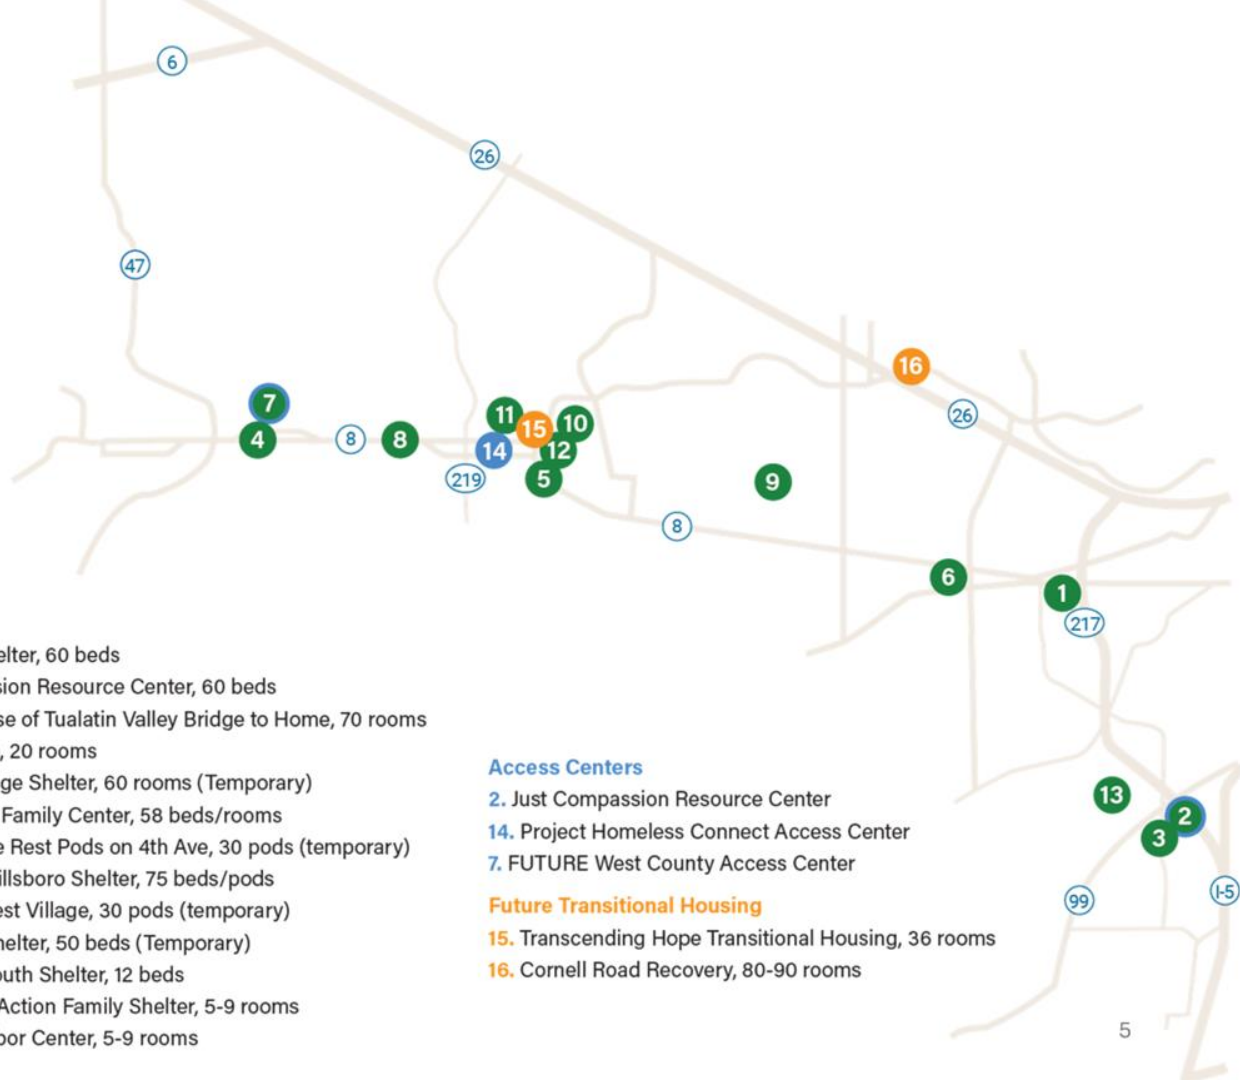 6
26
47
16
26
7
11
15
10
4
8
8
14
12
219
5
9
8
6
1
217
elter, 60 beds
sion Resource Center, 60 beds
se of Tualatin Valley Bridge to Home, 70 rooms
, 20 rooms
ge Shelter, 60 rooms (Temporary)
Family Center, 58 beds/rooms
e Rest Pods on 4th Ave, 30 pods (temporary)
illsboro Shelter, 75 beds/pods
est Village, 30 pods (temporary)
helter, 50 beds (Temporary)
outh Shelter, 12 beds
Action Family Shelter, 5-9 rooms
bor Center, 5-9 rooms
Access Centers
2. Just Compassion Resource Center
14. Project Homeless Connect Access Center
7. FUTURE West County Access Center
Future Transitional Housing
15. Transcending Hope Transitional Housing, 36 rooms
16. Cornell Road Recovery, 80-90 rooms
13
2
3
99
I-5
5